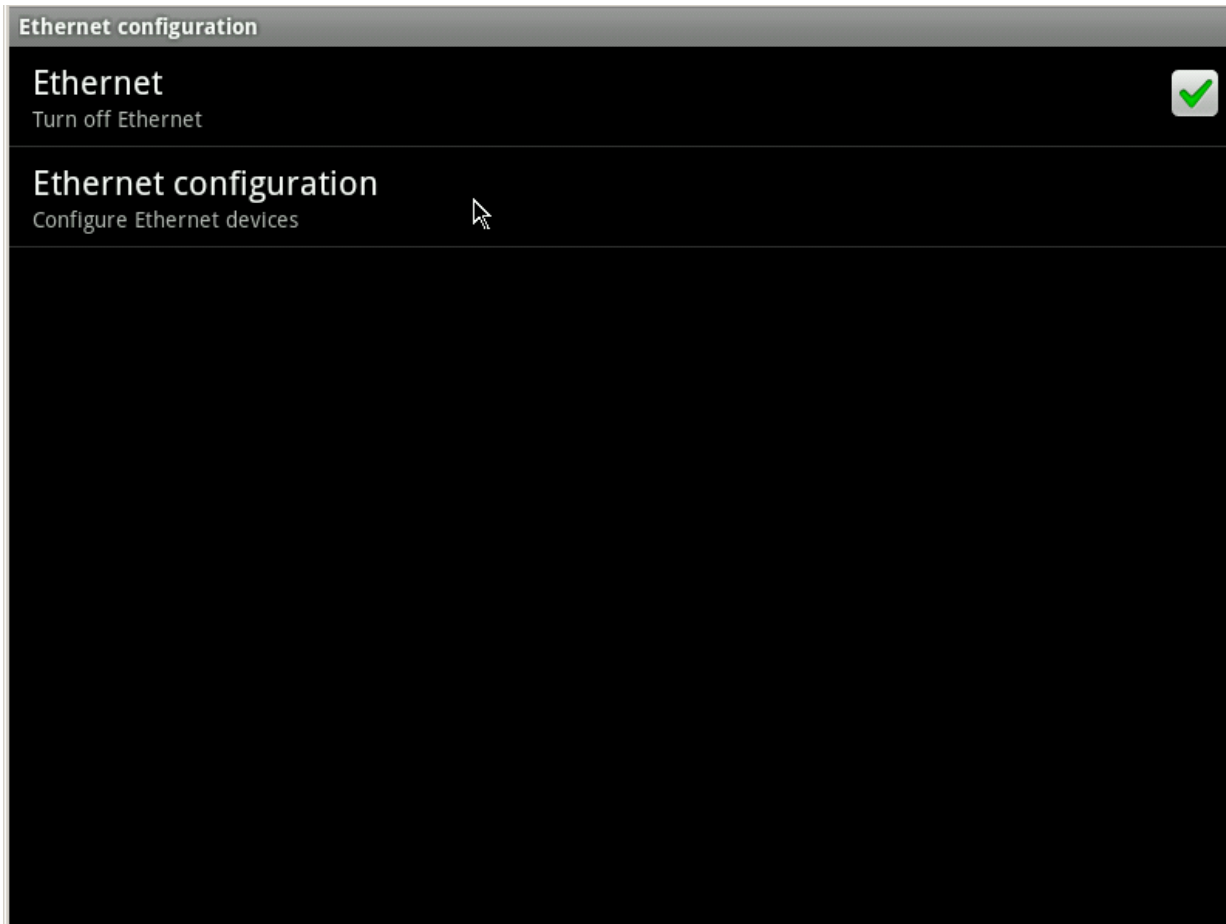 Ethernet configuration
Ethernet
Turn off Ethernet
Ethernet configuration
Configure Ethernet devices